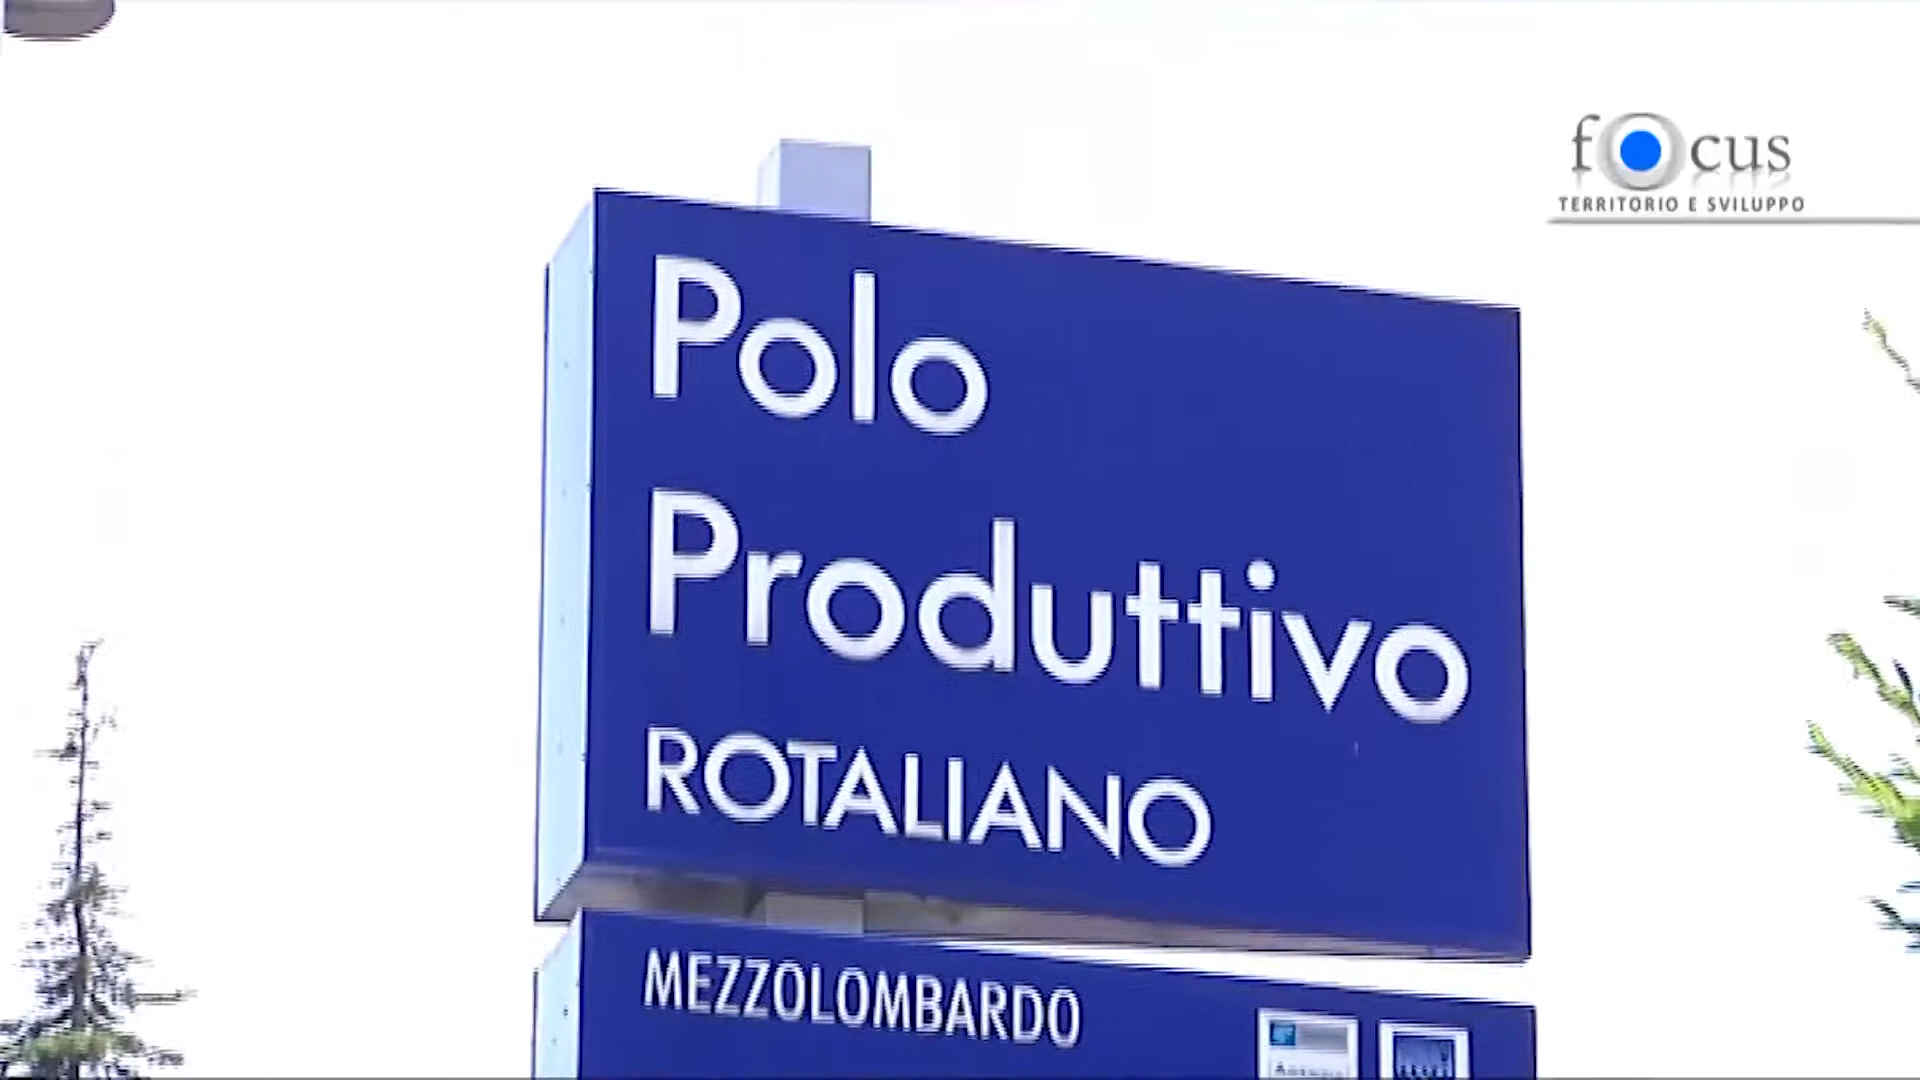 focus
TERRITORIO E SVILUPPO
Polo
Produttivo
ROTALIANO
MEZZOLOMBARDO